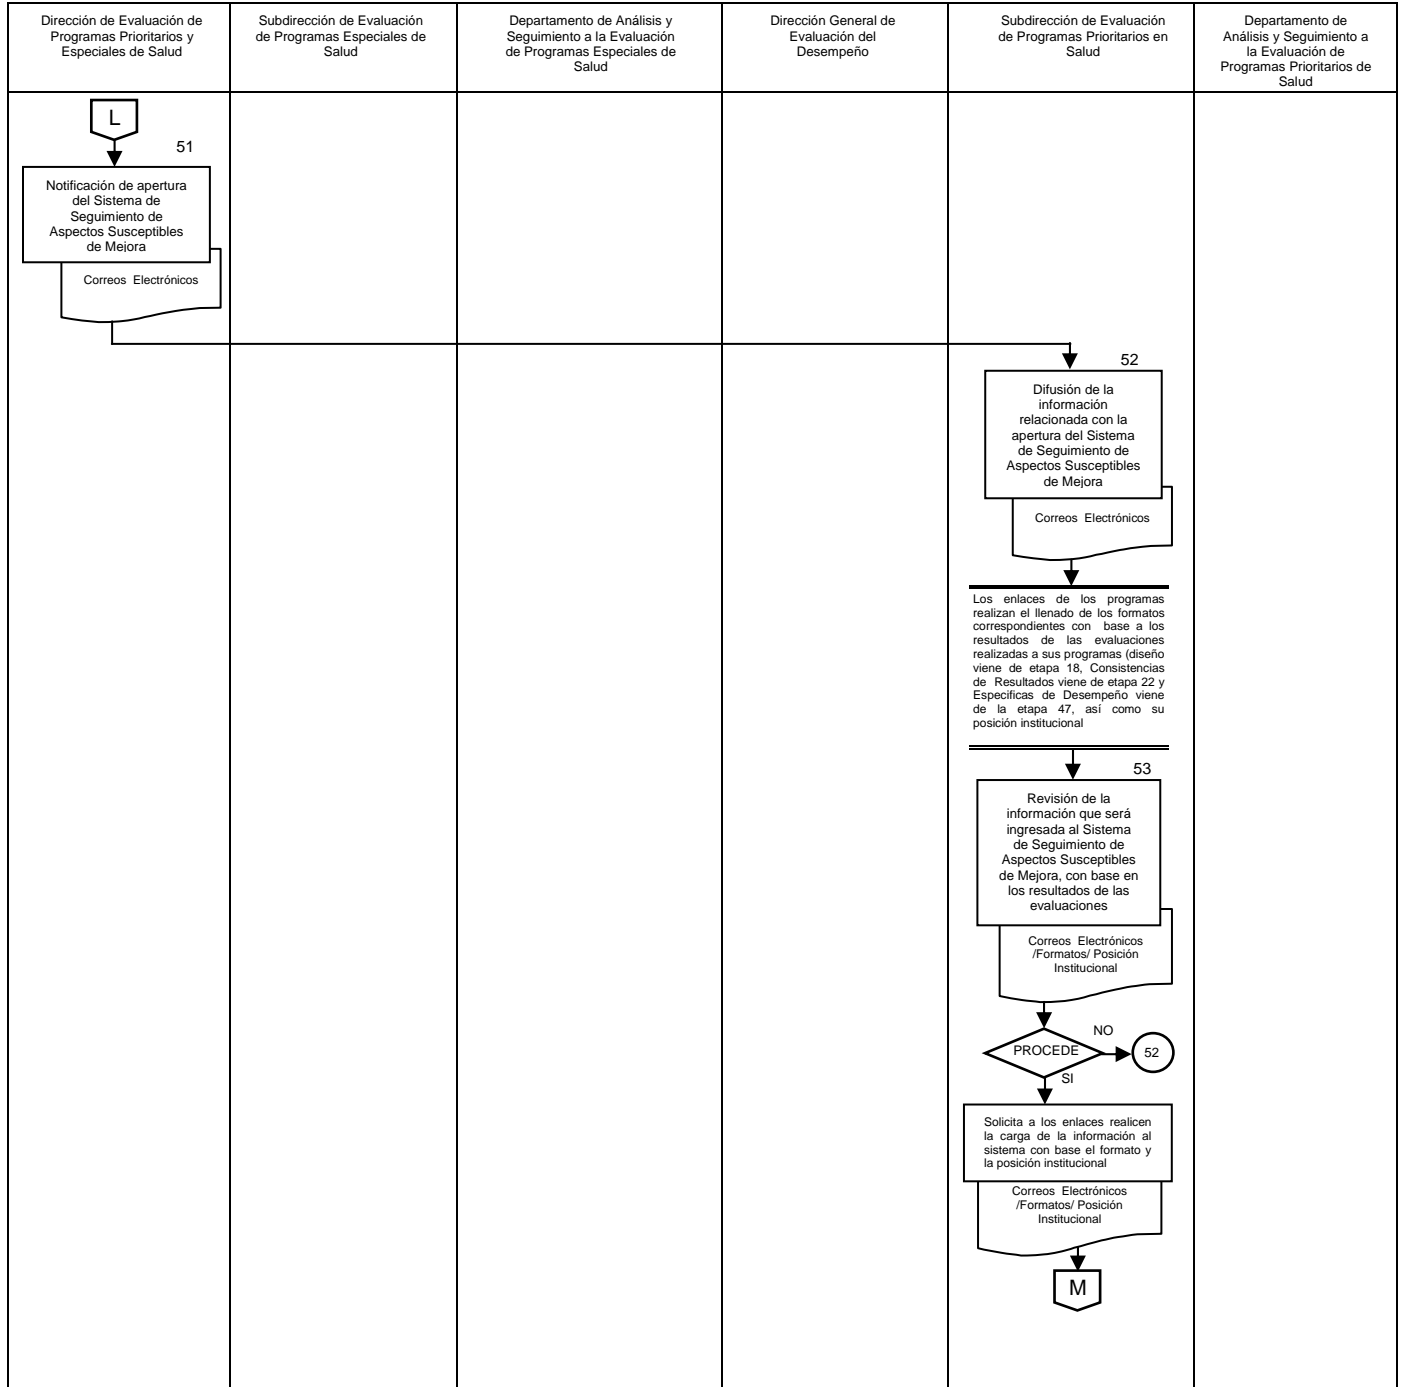 Dirección de Evaluación de
Programas Prioritarios y
Especiales de Salud
Subdirección de Evaluación
de Programas Especiales de
Salud
Departamento de Análisis y
Seguimiento a la Evaluación
de Programas Especiales de
Salud
Dirección General de
Evaluación del
Desempeño
Subdirección de Evaluación
de Programas Prioritarios en
Salud
Departamento de
Análisis y Seguimiento a
la Evaluación de
Programas Prioritarios de
Salud
L
51
Notificación de apertura
del Sistema de
Seguimiento de
Aspectos Susceptibles
de Mejora
Correos Electrónicos
52
Difusión de la
información
relacionada con la
apertura del Sistema
de Seguimiento de
Aspectos Susceptibles
de Mejora
Correos Electrónicos
Los enlaces de los programas
realizan el llenado de los formatos
correspondientes con base a los
resultados de las evaluaciones
realizadas a sus programas (diseño
viene de etapa 18, Consistencias
de Resultados viene de etapa 22 y
Especificas de Desempeño viene
de la etapa 47, así como su
posición institucional
53
Revisión de la
información que será
ingresada al Sistema
de Seguimiento de
Aspectos Susceptibles
de Mejora, con base en
los resultados de las
evaluaciones
Correos Electrónicos
/Formatos/ Posición
Institucional
NO
PROCEDE
52
SI
Solicita a los enlaces realicen
la carga de la información al
sistema con base el formato y
la posición institucional
Correos Electrónicos
/Formatos/ Posición
Institucional
M